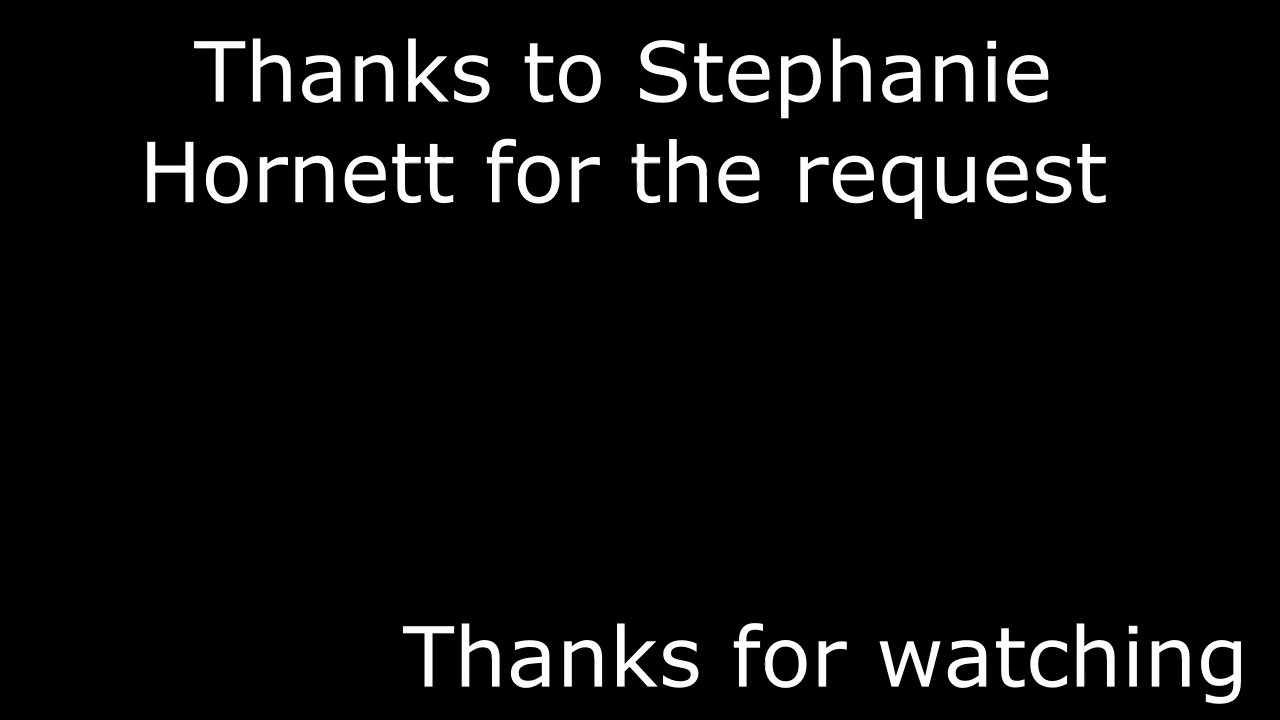 Thanks to Stephanie
Hornett for the request
Thanks for watching